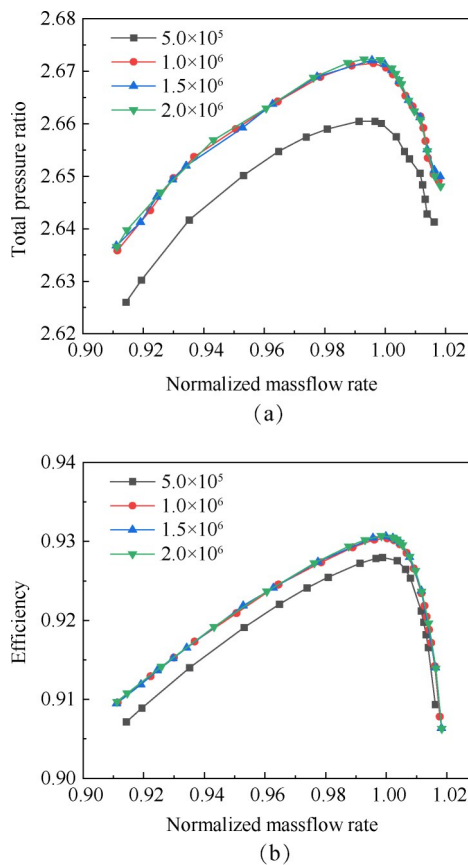 2.68
2.67
2.66
2.65
2.64
2.63
2.62
Total pressure ratio
5.0×10⁵
1.0×10⁶
1.5×10⁶
2.0×10⁶
0.90 0.92 0.94 0.96 0.98 1.00 1.02
Normalized massflow rate
(a)
0.94
0.93
0.92
0.91
0.90
Efficiency
5.0×10⁵
1.0×10⁶
1.5×10⁶
2.0×10⁶
0.90 0.92 0.94 0.96 0.98 1.00 1.02
Normalized massflow rate
(b)